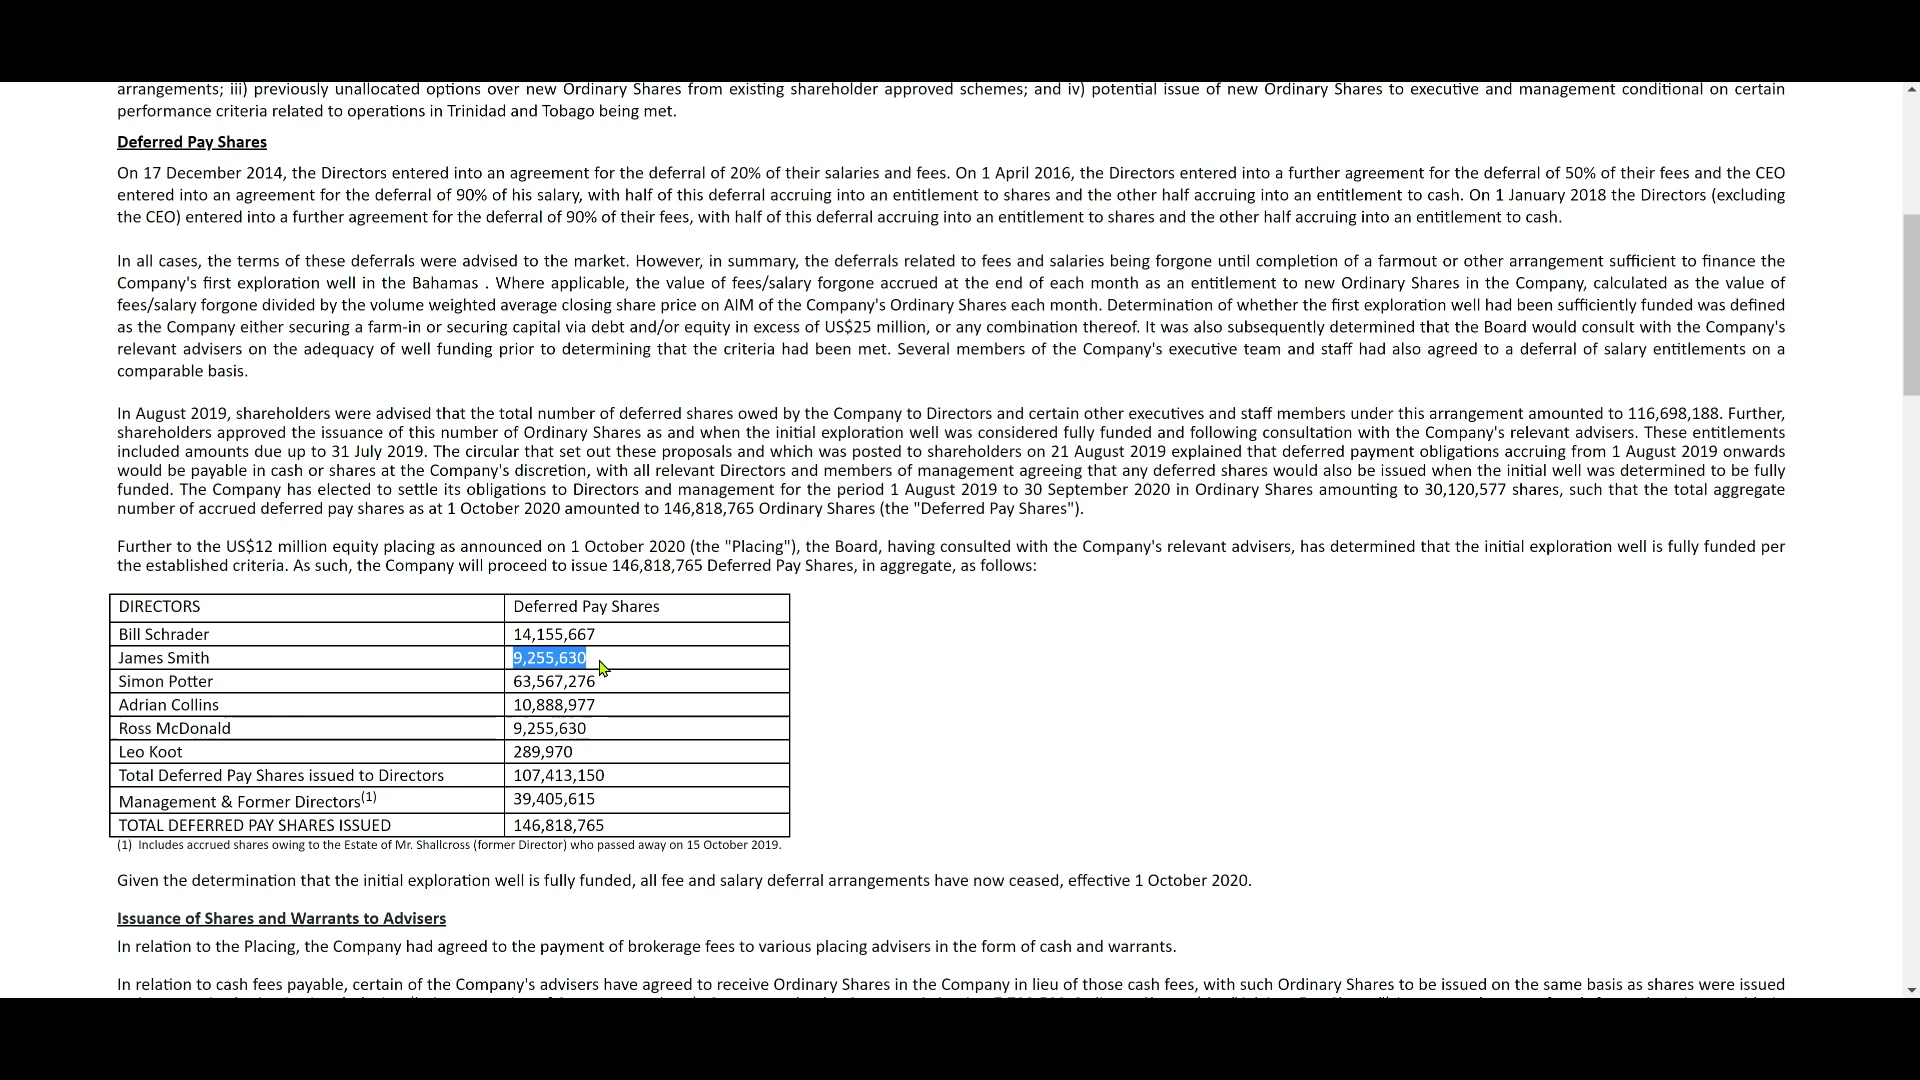 arrangements; iii) previously unallocated options over new Ordinary Shares from existing shareholder approved schemes; and iv) potential issue of new Ordinary Shares to executive and management conditional on certain
performance criteria related to operations in Trinidad and Tobago being met.
Deferred Pay Shares
On 17 December 2014, the Directors entered into an agreement for the deferral of 20% of their salaries and fees. On 1 April 2016, the Directors entered into a further agreement for the deferral of 50% of their fees and the CEO
entered into an agreement for the deferral of 90% of his salary, with half of this deferral accruing into an entitlement to shares and the other half accruing into an entitlement to cash. On 1 January 2018 the Directors (excluding
the CEO) entered into a further agreement for the deferral of 90% of their fees, with half of this deferral accruing into an entitlement to shares and the other half accruing into an entitlement to cash.
In all cases, the terms of these deferrals were advised to the market. However, in summary, the deferrals related to fees and salaries being forgone until completion of a farmout or other arrangement sufficient to finance the
Company's first exploration well in the Bahamas . Where applicable, the value of fees/salary forgone accrued at the end of each month as an entitlement to new Ordinary Shares in the Company, calculated as the value of
fees/salary forgone divided by the volume weighted average closing share price on AIM of the Company's Ordinary Shares each month. Determination of whether the first exploration well had been sufficiently funded was defined
as the Company either securing a farm-in or securing capital via debt and/or equity in excess of US$25 million, or any combination thereof. It was also subsequently determined that the Board would consult with the Company's
relevant advisers on the adequacy of well funding prior to determining that the criteria had been met. Several members of the Company's executive team and staff had also agreed to a deferral of salary entitlements on a
comparable basis.
In August 2019, shareholders were advised that the total number of deferred shares owed by the Company to Directors and certain other executives and staff members under this arrangement amounted to 116,698,188. Further,
shareholders approved the issuance of this number of Ordinary Shares as and when the initial exploration well was considered fully funded and following consultation with the Company's relevant advisers. These entitlements
included amounts due up to 31 July 2019. The circular that set out these proposals and which was posted to shareholders on 21 August 2019 explained that deferred payment obligations accruing from 1 August 2019 onwards
would be payable in cash or shares at the Company's discretion, with all relevant Directors and members of management agreeing that any deferred shares would also be issued when the initial well was determined to be fully
funded. The Company has elected to settle its obligations to Directors and management for the period 1 August 2019 to 30 September 2020 in Ordinary Shares amounting to 30,120,577 shares, such that the total aggregate
number of accrued deferred pay shares as at 1 October 2020 amounted to 146,818,765 Ordinary Shares (the "Deferred Pay Shares").
Further to the US$12 million equity placing as announced on 1 October 2020 (the "Placing"), the Board, having consulted with the Company's relevant advisers, has determined that the initial exploration well is fully funded per
the established criteria. As such, the Company will proceed to issue 146,818,765 Deferred Pay Shares, in aggregate, as follows:
DIRECTORS Deferred Pay Shares
Bill Schrader 14,155,667
James Smith 9,255,630
Simon Potter 63,567,276
Adrian Collins 10,888,977
Ross McDonald 9,255,630
Leo Koot 289,970
Total Deferred Pay Shares issued to Directors 107,413,150
Management & Former Directors(1) 39,405,615
TOTAL DEFERRED PAY SHARES ISSUED 146,818,765
(1) Includes accrued shares owing to the Estate of Mr. Shallcross (former Director) who passed away on 15 October 2019.
Given the determination that the initial exploration well is fully funded, all fee and salary deferral arrangements have now ceased, effective 1 October 2020.
Issuance of Shares and Warrants to Advisers
In relation to the Placing, the Company had agreed to the payment of brokerage fees to various placing advisers in the form of cash and warrants.
In relation to cash fees payable, certain of the Company's advisers have agreed to receive Ordinary Shares in the Company in lieu of those cash fees, with such Ordinary Shares to be issued on the same basis as shares were issued